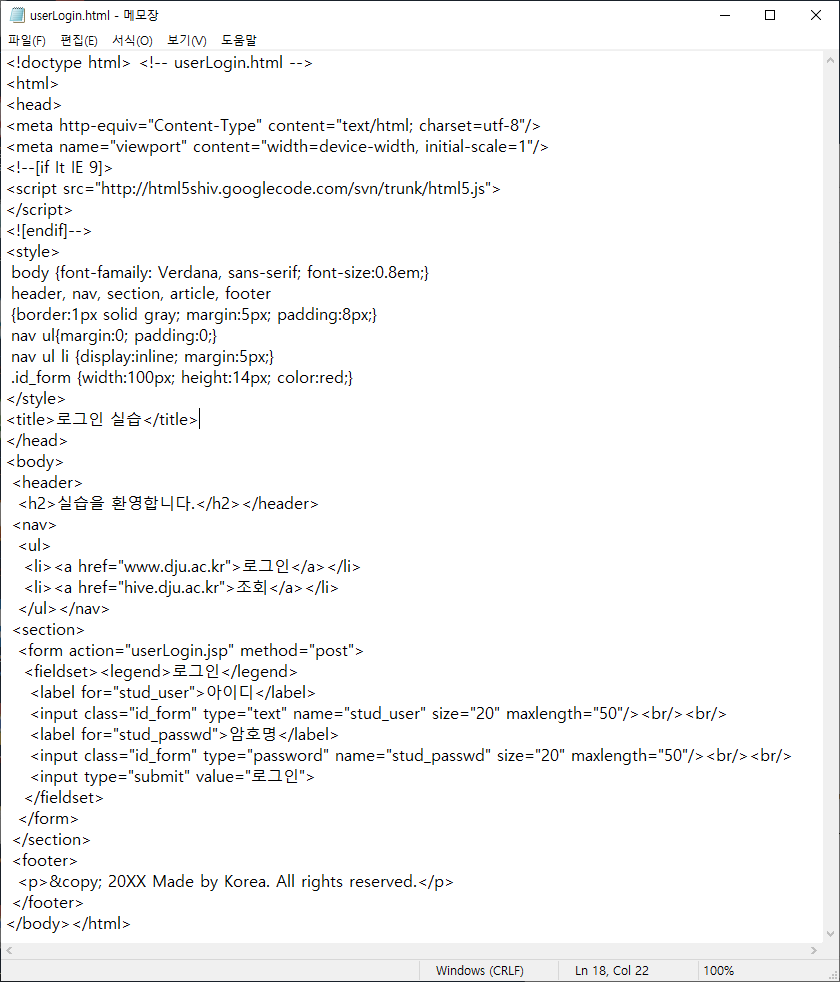 userLogin.html - 메모장
파일(F) 편집(E) 서식(O) 보기(V) 도움말
<!doctype html> <!-- userLogin.html -->
<html>
<head>
<meta http-equiv="Content-Type" content="text/html; charset=utf-8"/>
<meta name="viewport" content="width=device-width, initial-scale=1"/>
<!--[if lt IE 9]>
<script src="http://html5shiv.googlecode.com/svn/trunk/html5.js">
</script>
<![endif]-->
<style>
 body {font-famaily: Verdana, sans-serif; font-size:0.8em;}
 header, nav, section, article, footer
 {border:1px solid gray; margin:5px; padding:8px;}
 nav ul{margin:0; padding:0;}
 nav ul li {display:inline; margin:5px;}
 .id_form {width:100px; height:14px; color:red;}
</style>
<title>로그인 실습</title>
</head>
<body>
 <header>
  <h2>실습을 환영합니다.</h2></header>
 <nav>
  <ul>
   <li><a href="www.dju.ac.kr">로그인</a></li>
   <li><a href="hive.dju.ac.kr">조회</a></li>
  </ul></nav>
 <section>
  <form action="userLogin.jsp" method="post">
   <fieldset><legend>로그인</legend>
    <label for="stud_user">아이디</label>
    <input class="id_form" type="text" name="stud_user" size="20" maxlength="50"/><br/><br/>
    <label for="stud_passwd">암호명</label>
    <input class="id_form" type="password" name="stud_passwd" size="20" maxlength="50"/><br/><br/>
    <input type="submit" value="로그인">
   </fieldset>
  </form>
 </section>
 <footer>
  <p>&copy; 20XX Made by Korea. All rights reserved.</p>
 </footer>
</body></html>
Windows (CRLF) Ln 18, Col 22 100%